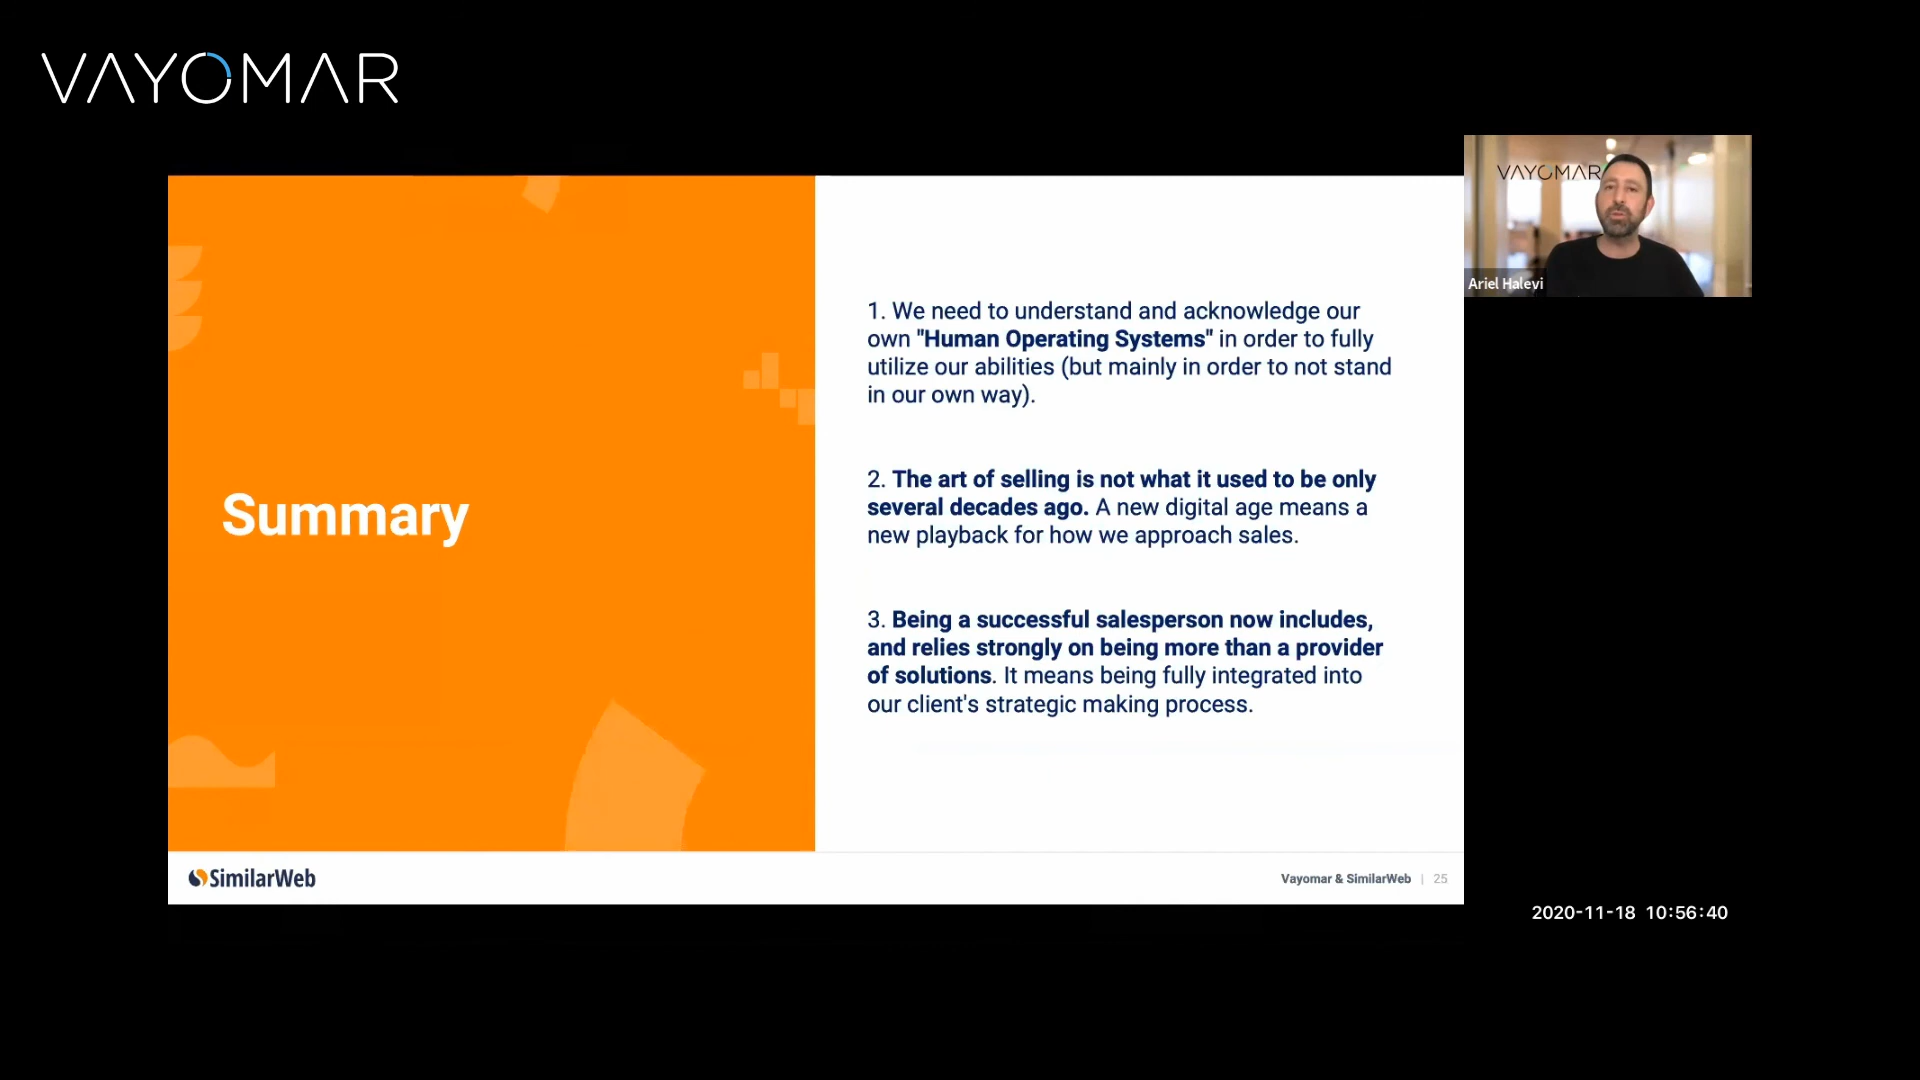 VAYOMAR
VAYOMAR
Ariel Halevi
Summary
1. We need to understand and acknowledge our
own "Human Operating Systems" in order to fully
utilize our abilities (but mainly in order to not stand
in our own way).
2. The art of selling is not what it used to be only
several decades ago. A new digital age means a
new playback for how we approach sales.
3. Being a successful salesperson now includes,
and relies strongly on being more than a provider
of solutions. It means being fully integrated into
our client's strategic making process.
SimilarWeb
Vayomar & SimilarWeb | 25
2020-11-18 10:56:40